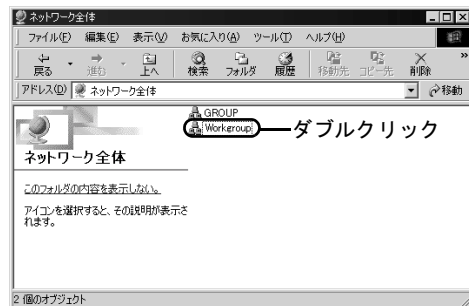 ネットワーク全体
ファイル(F) 編集(E) 表示(V) お気に入り(A) ツール(T) ヘルプ(H)
戻る 進む 上へ 検索 フォルダ 履歴 移動先 コピー先 削除 »
アドレス(D) ネットワーク全体 移動
GROUP
Workgroup ダブルクリック
ネットワーク全体
このフォルダの内容を表示しない。
アイコンを選択すると、その説明が表示さ
れます。
2 個のオブジェクト